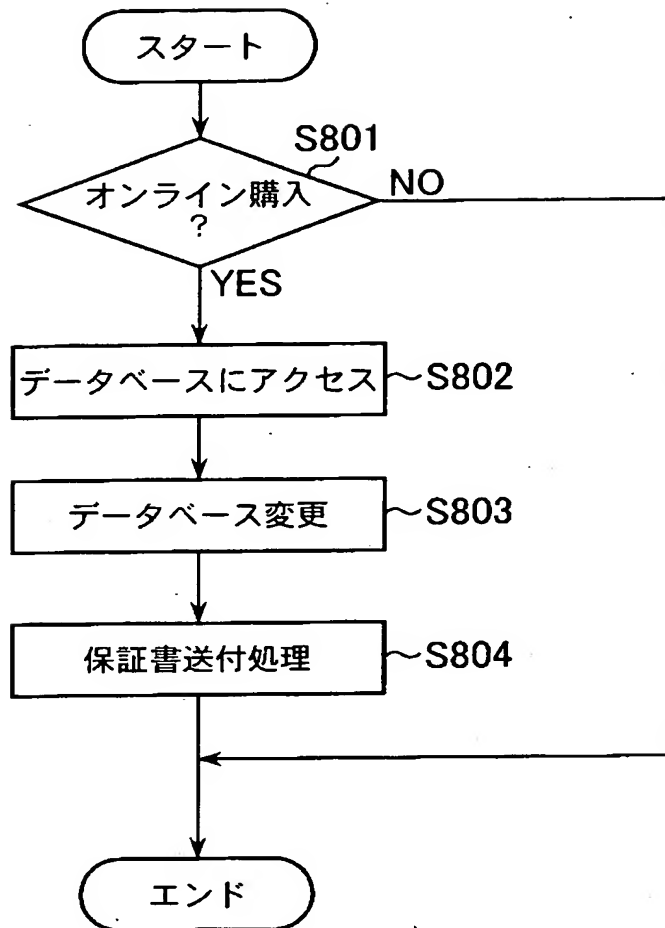 スタート
S801
オンライン購入
?
NO
YES
データベースにアクセス
S802
データベース変更
S803
保証書送付処理
S804
エンド